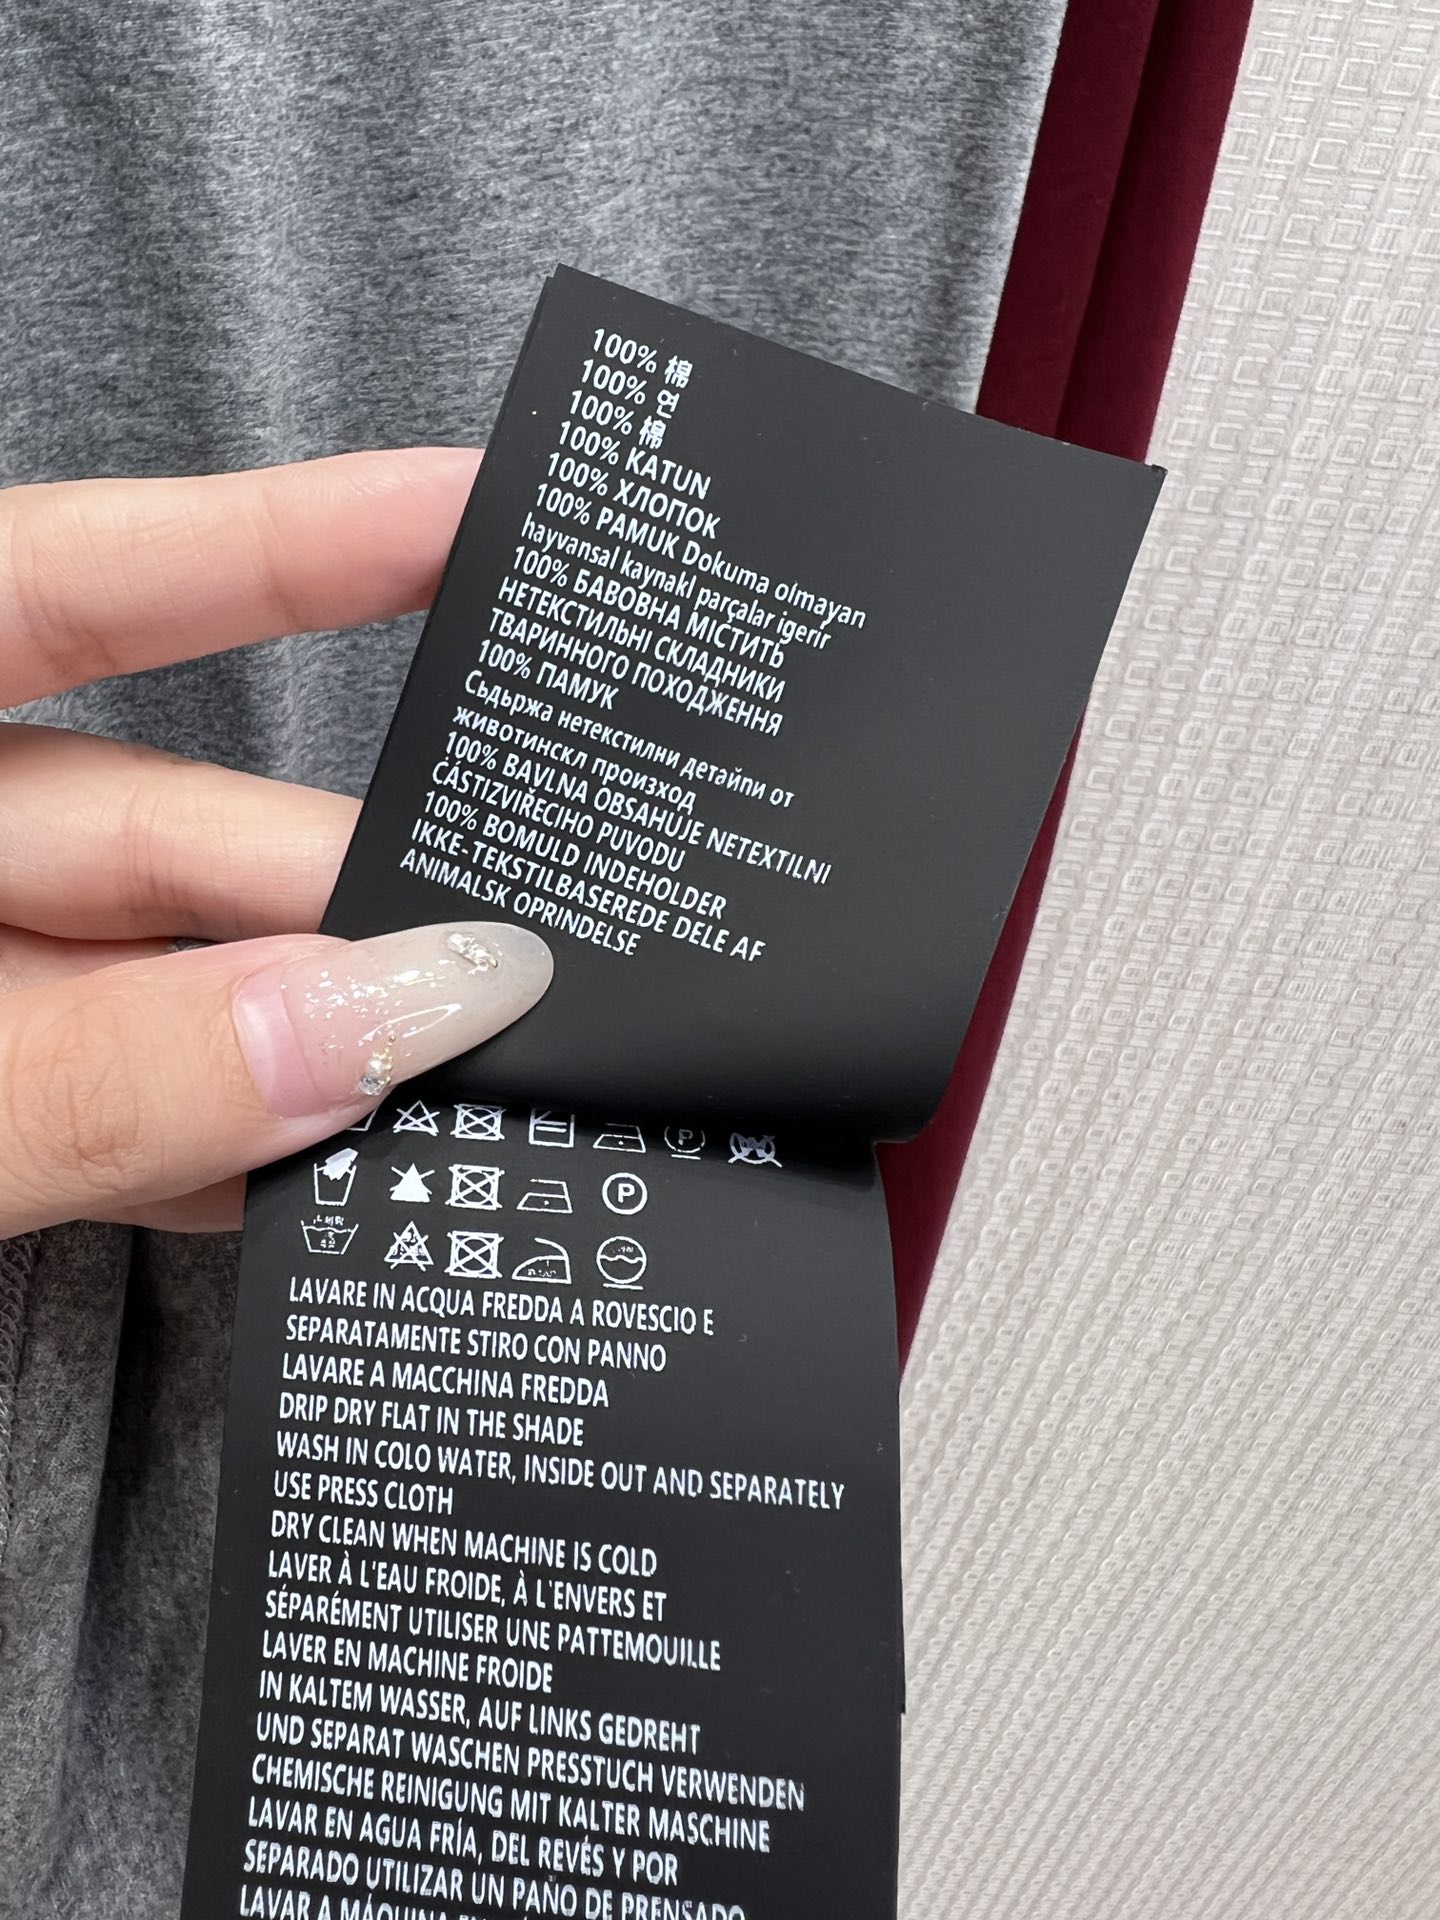 100% 棉
100% 면
100% 棉
100% KATUN
100% ХЛОПОК
100% PAMUK Dokuma olmayan
hayvansal kaynakl parçalar igerir
100% БАВОВНА МІСТИТЬ
НЕТЕКСТИЛЬНІ СКЛАДНИКИ
ТВАРИННОГО ПОХОДЖЕННЯ
100% ПАМУК
Сьдьржа нетекстилни детайпи от
животинскл произход
100% BAVLNA OBSAHUJE NETEXTILNI
ČÁSTIZVIŘECIHO PUVODU
100% BOMULD INDEHOLDER
IKKE-TEKSTILBASEREDE DELE AF
ANIMALSK OPRINDELSE
P
W
P
LAVARE IN ACQUA FREDDA A ROVESCIO E
SEPARATAMENTE STIRO CON PANNO
LAVARE A MACCHINA FREDDA
DRIP DRY FLAT IN THE SHADE
WASH IN COLO WATER, INSIDE OUT AND SEPARATELY
USE PRESS CLOTH
DRY CLEAN WHEN MACHINE IS COLD
LAVER À L'EAU FROIDE, À L'ENVERS ET
SÉPARÉMENT UTILISER UNE PATTEMOUILLE
LAVER EN MACHINE FROIDE
IN KALTEM WASSER, AUF LINKS GEDREHT
UND SEPARAT WASCHEN PRESSTUCH VERWENDEN
CHEMISCHE REINIGUNG MIT KALTER MASCHINE
LAVAR EN AGUA FRÍA, DEL REVÉS Y POR
SEPARADO UTILIZAR UN PAÑO DE PRENSADO
LAVAR A MÁQUINA